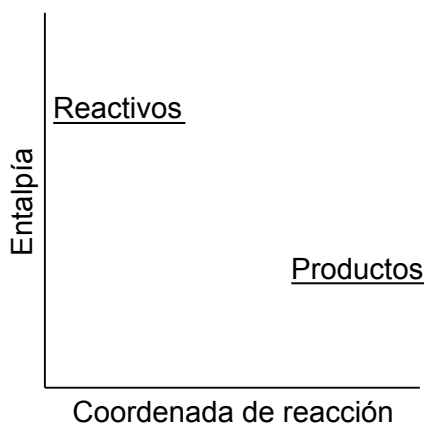 Reactivos
Entalpía
Productos
Coordenada de reacción